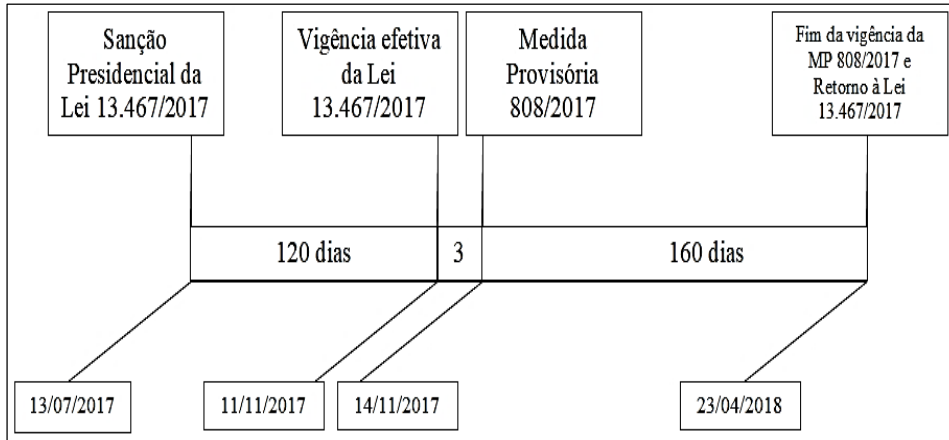 Sanção
Presidencial da
Lei 13.467/2017
Vigência efetiva
da Lei
13.467/2017
Medida
Provisória
808/2017
Fim da vigência da
MP 808/2017 e
Retorno à Lei
13.467/2017
120 dias
3
160 dias
13/07/2017
11/11/2017
14/11/2017
23/04/2018